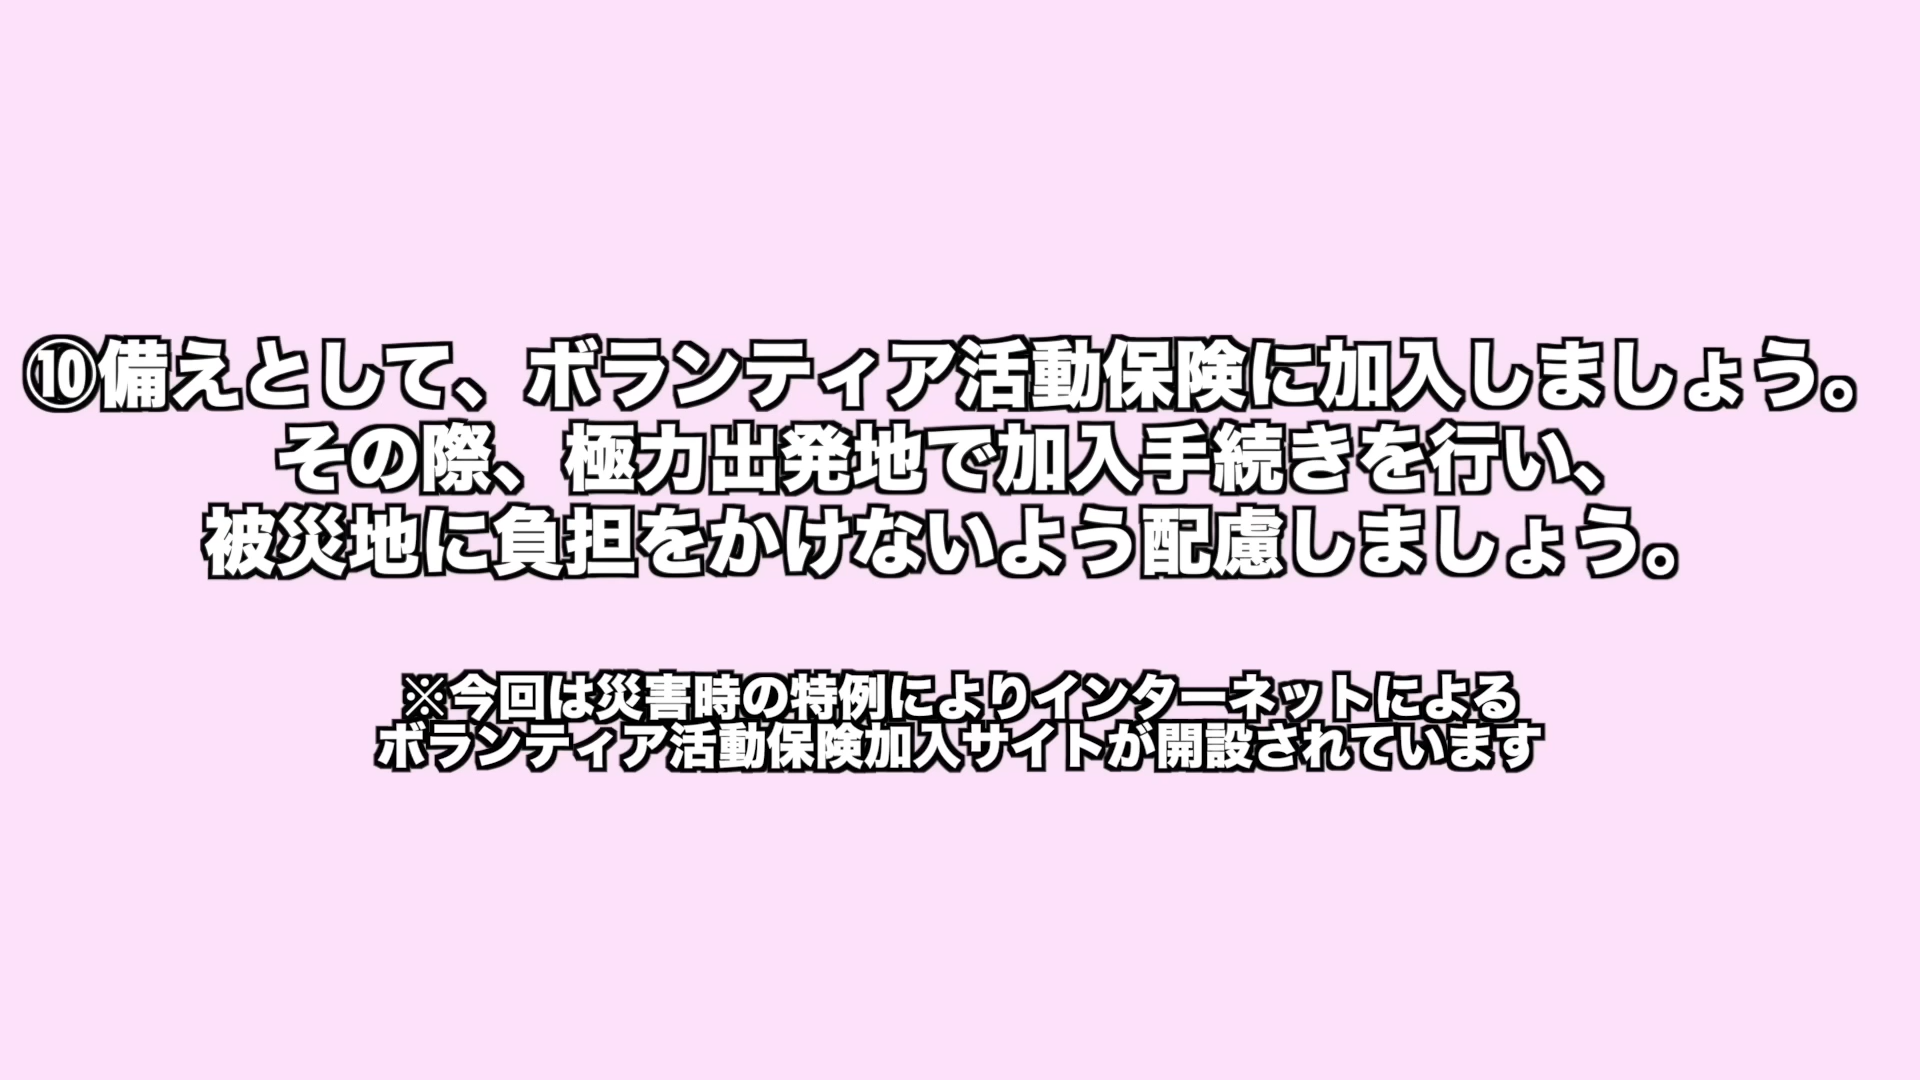 ⑩備えとして、ボランティア活動保険に加入しましょう。
その際、極力出発地で加入手続きを行い、
被災地に負担をかけないよう配慮しましょう。
※今回は災害時の特例によりインターネットによる
ボランティア活動保険加入サイトが開設されています